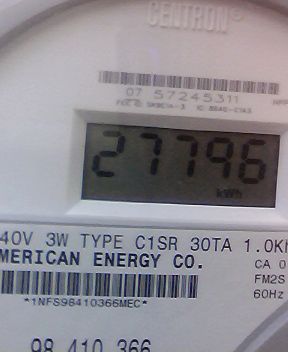 CENTRON®
07 57245311
27796
kWh
40V 3W TYPE C1SR 30TA 1.0Kh
MERICAN ENERGY CO.
CA 0
FM2S
60Hz
*1NFS98410366MEC*
98 410 366